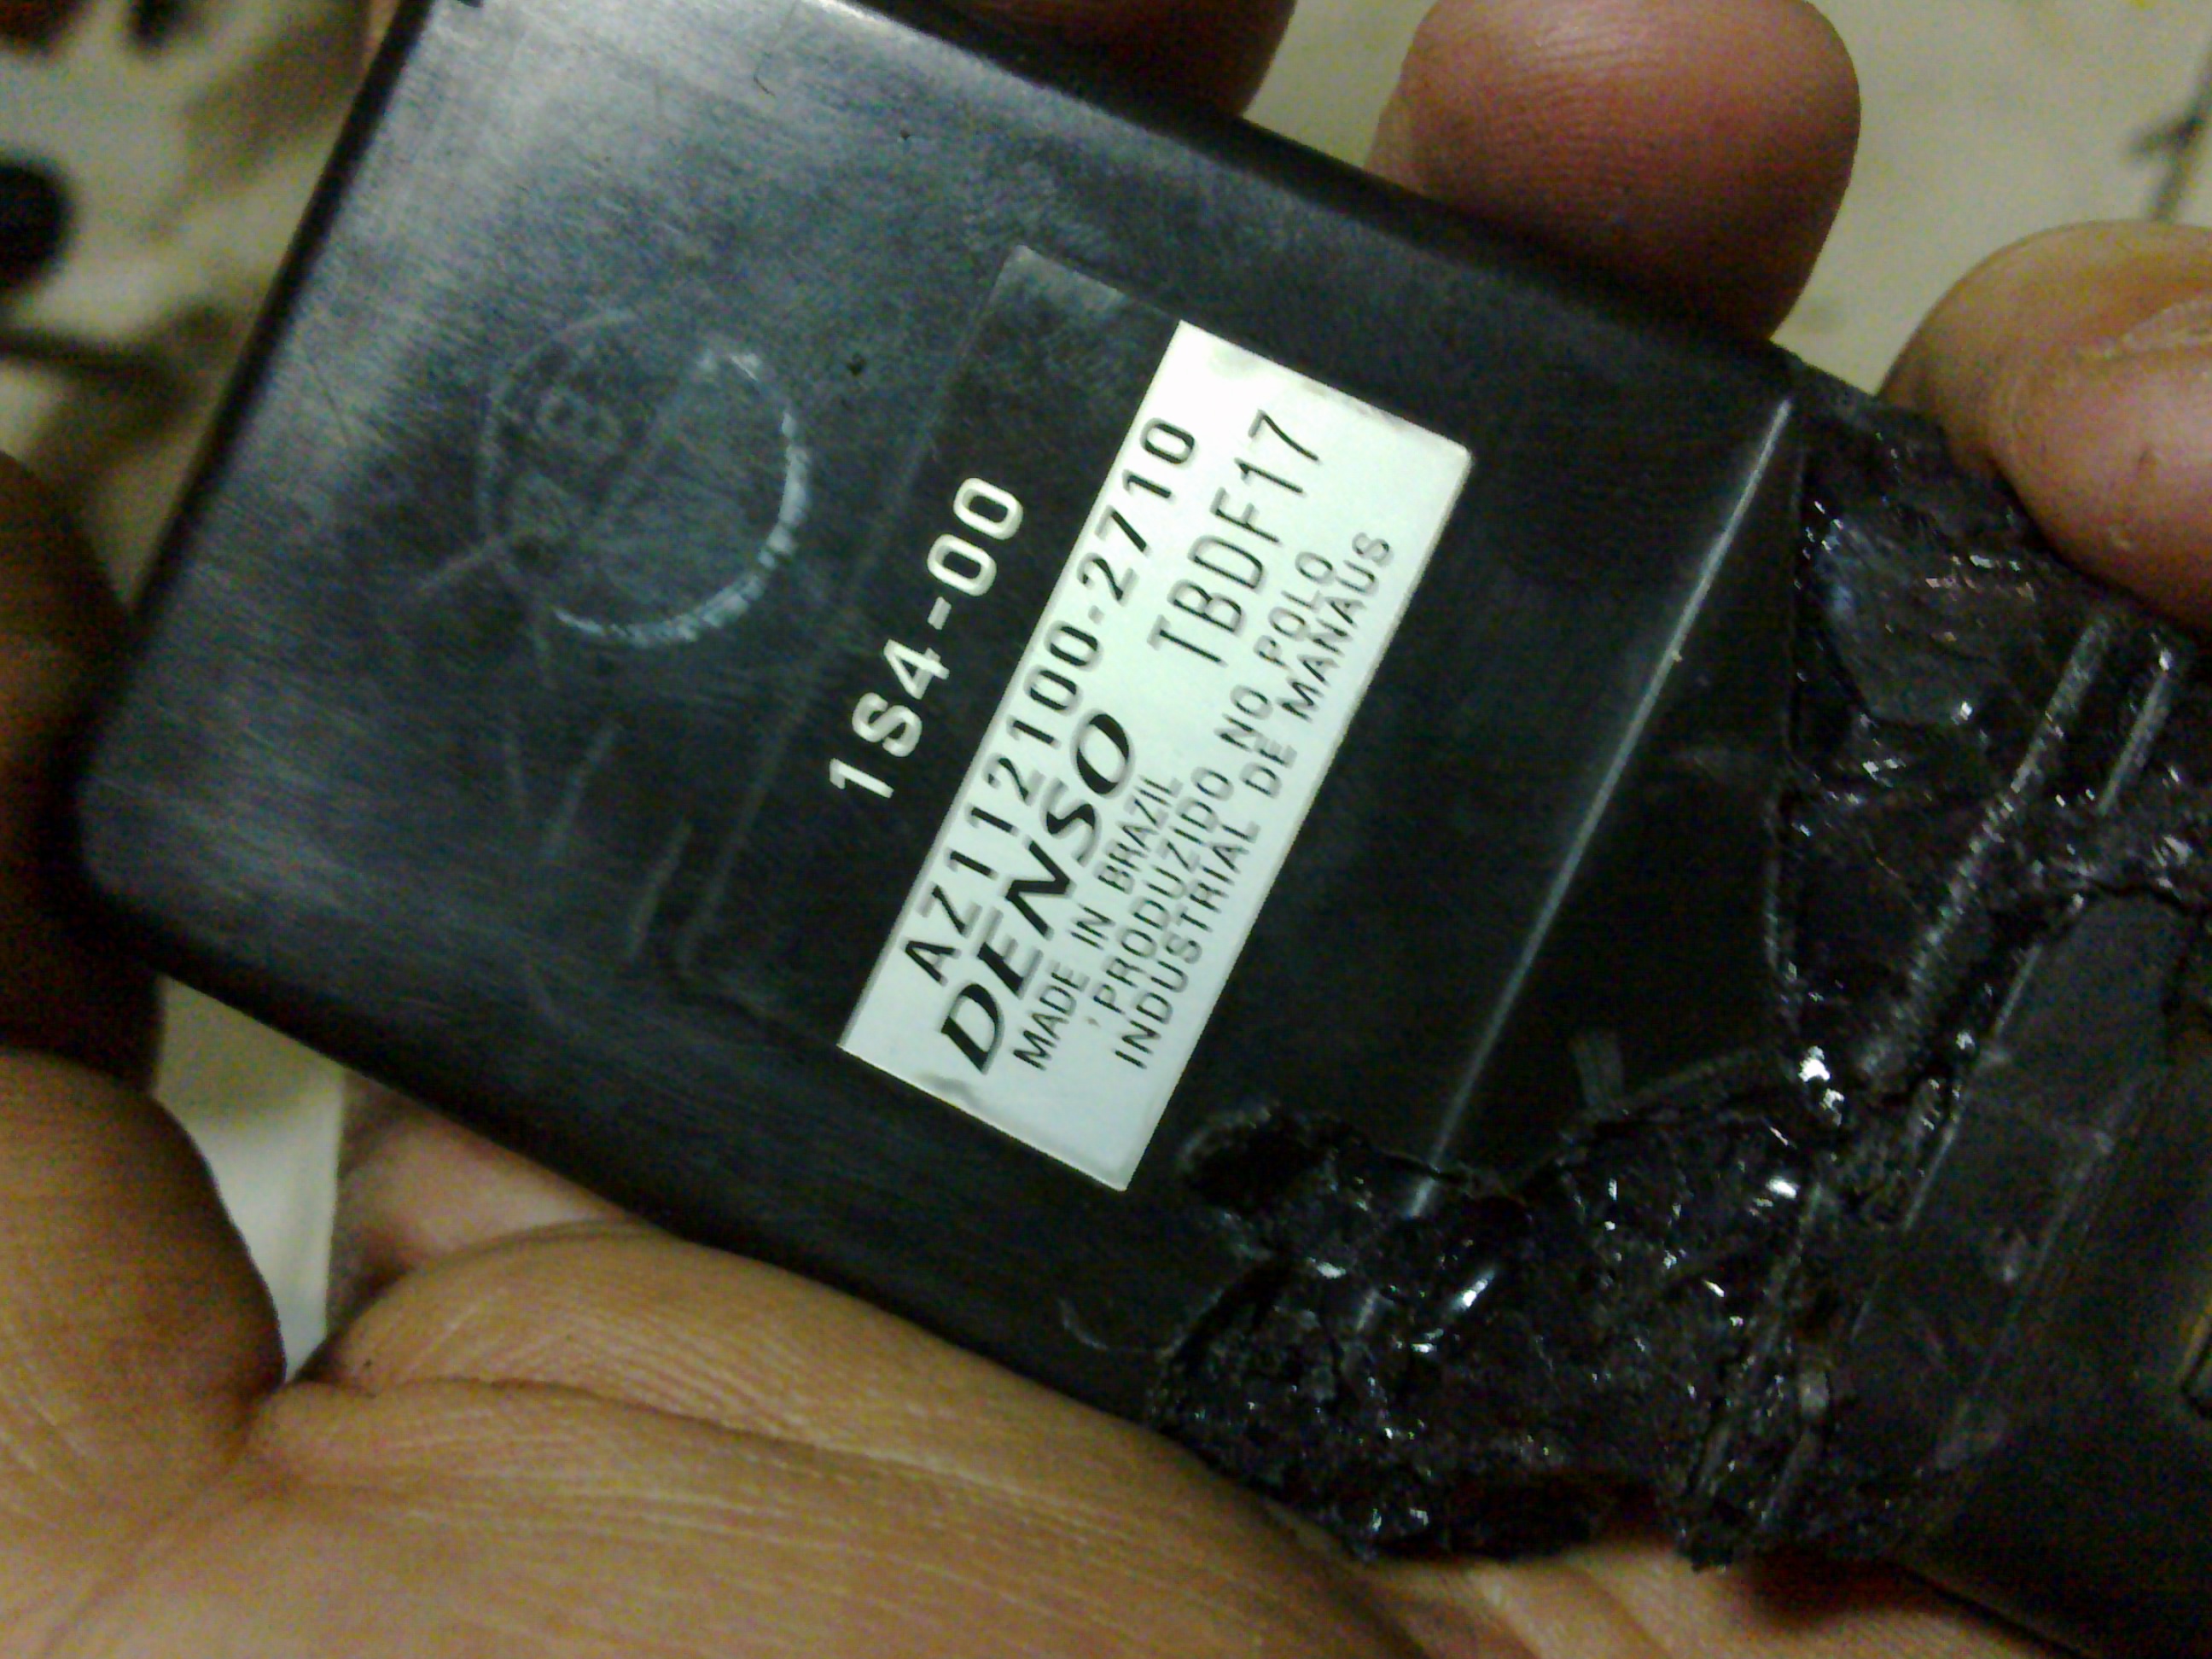 1S4-00
AZ112100-2710
DENSO TBDF17
MADE IN BRAZIL
PRODUZIDO NO POLO
INDUSTRIAL DE MANAUS